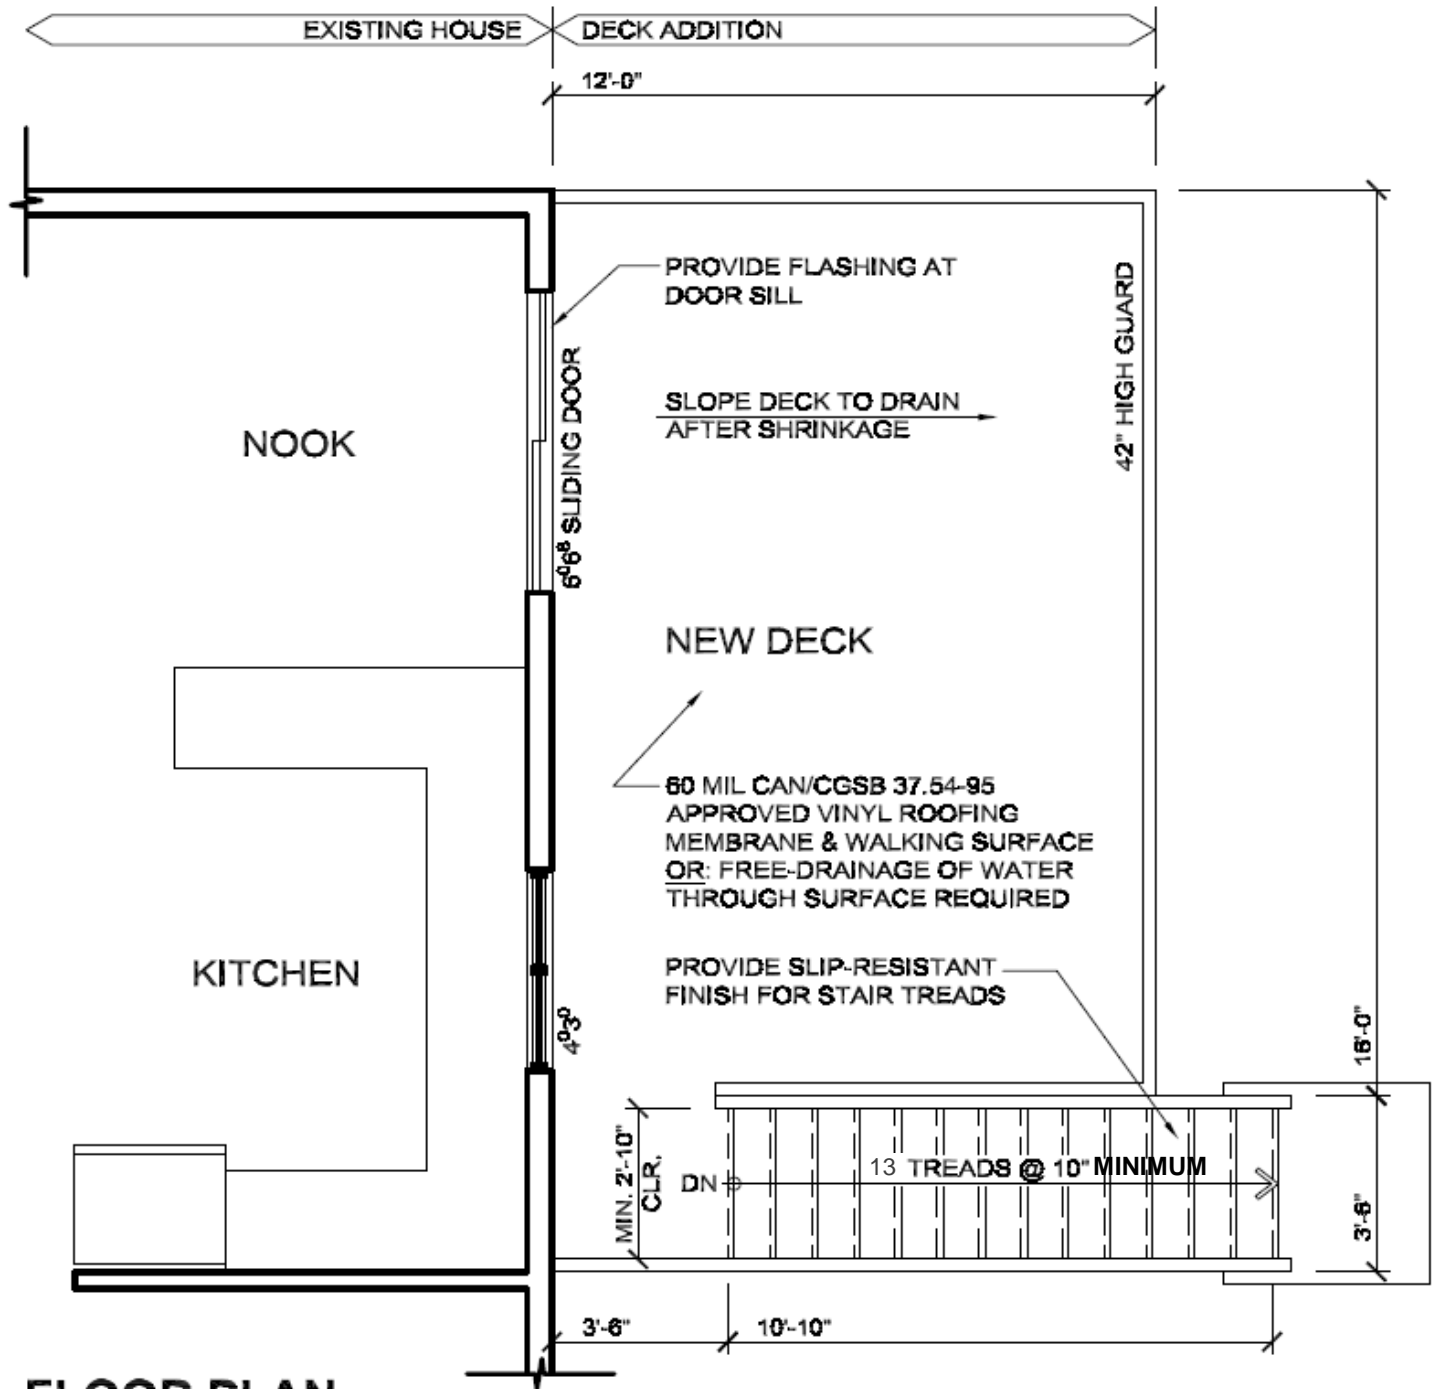 EXISTING HOUSE
DECK ADDITION
12'-0"
PROVIDE FLASHING AT
DOOR SILL
42" HIGH GUARD
6⁰6⁸ SLIDING DOOR
SLOPE DECK TO DRAIN
AFTER SHRINKAGE
NOOK
NEW DECK
60 MIL CAN/CGSB 37.54-95
APPROVED VINYL ROOFING
MEMBRANE & WALKING SURFACE
OR: FREE-DRAINAGE OF WATER
THROUGH SURFACE REQUIRED
KITCHEN
PROVIDE SLIP-RESISTANT
FINISH FOR STAIR TREADS
4⁰3⁰
MIN. 2'-10"
CLR.
DN
13 TREADS @ 10" MINIMUM
3'-6"
3'-6"
10'-10"
FLOOR PLAN